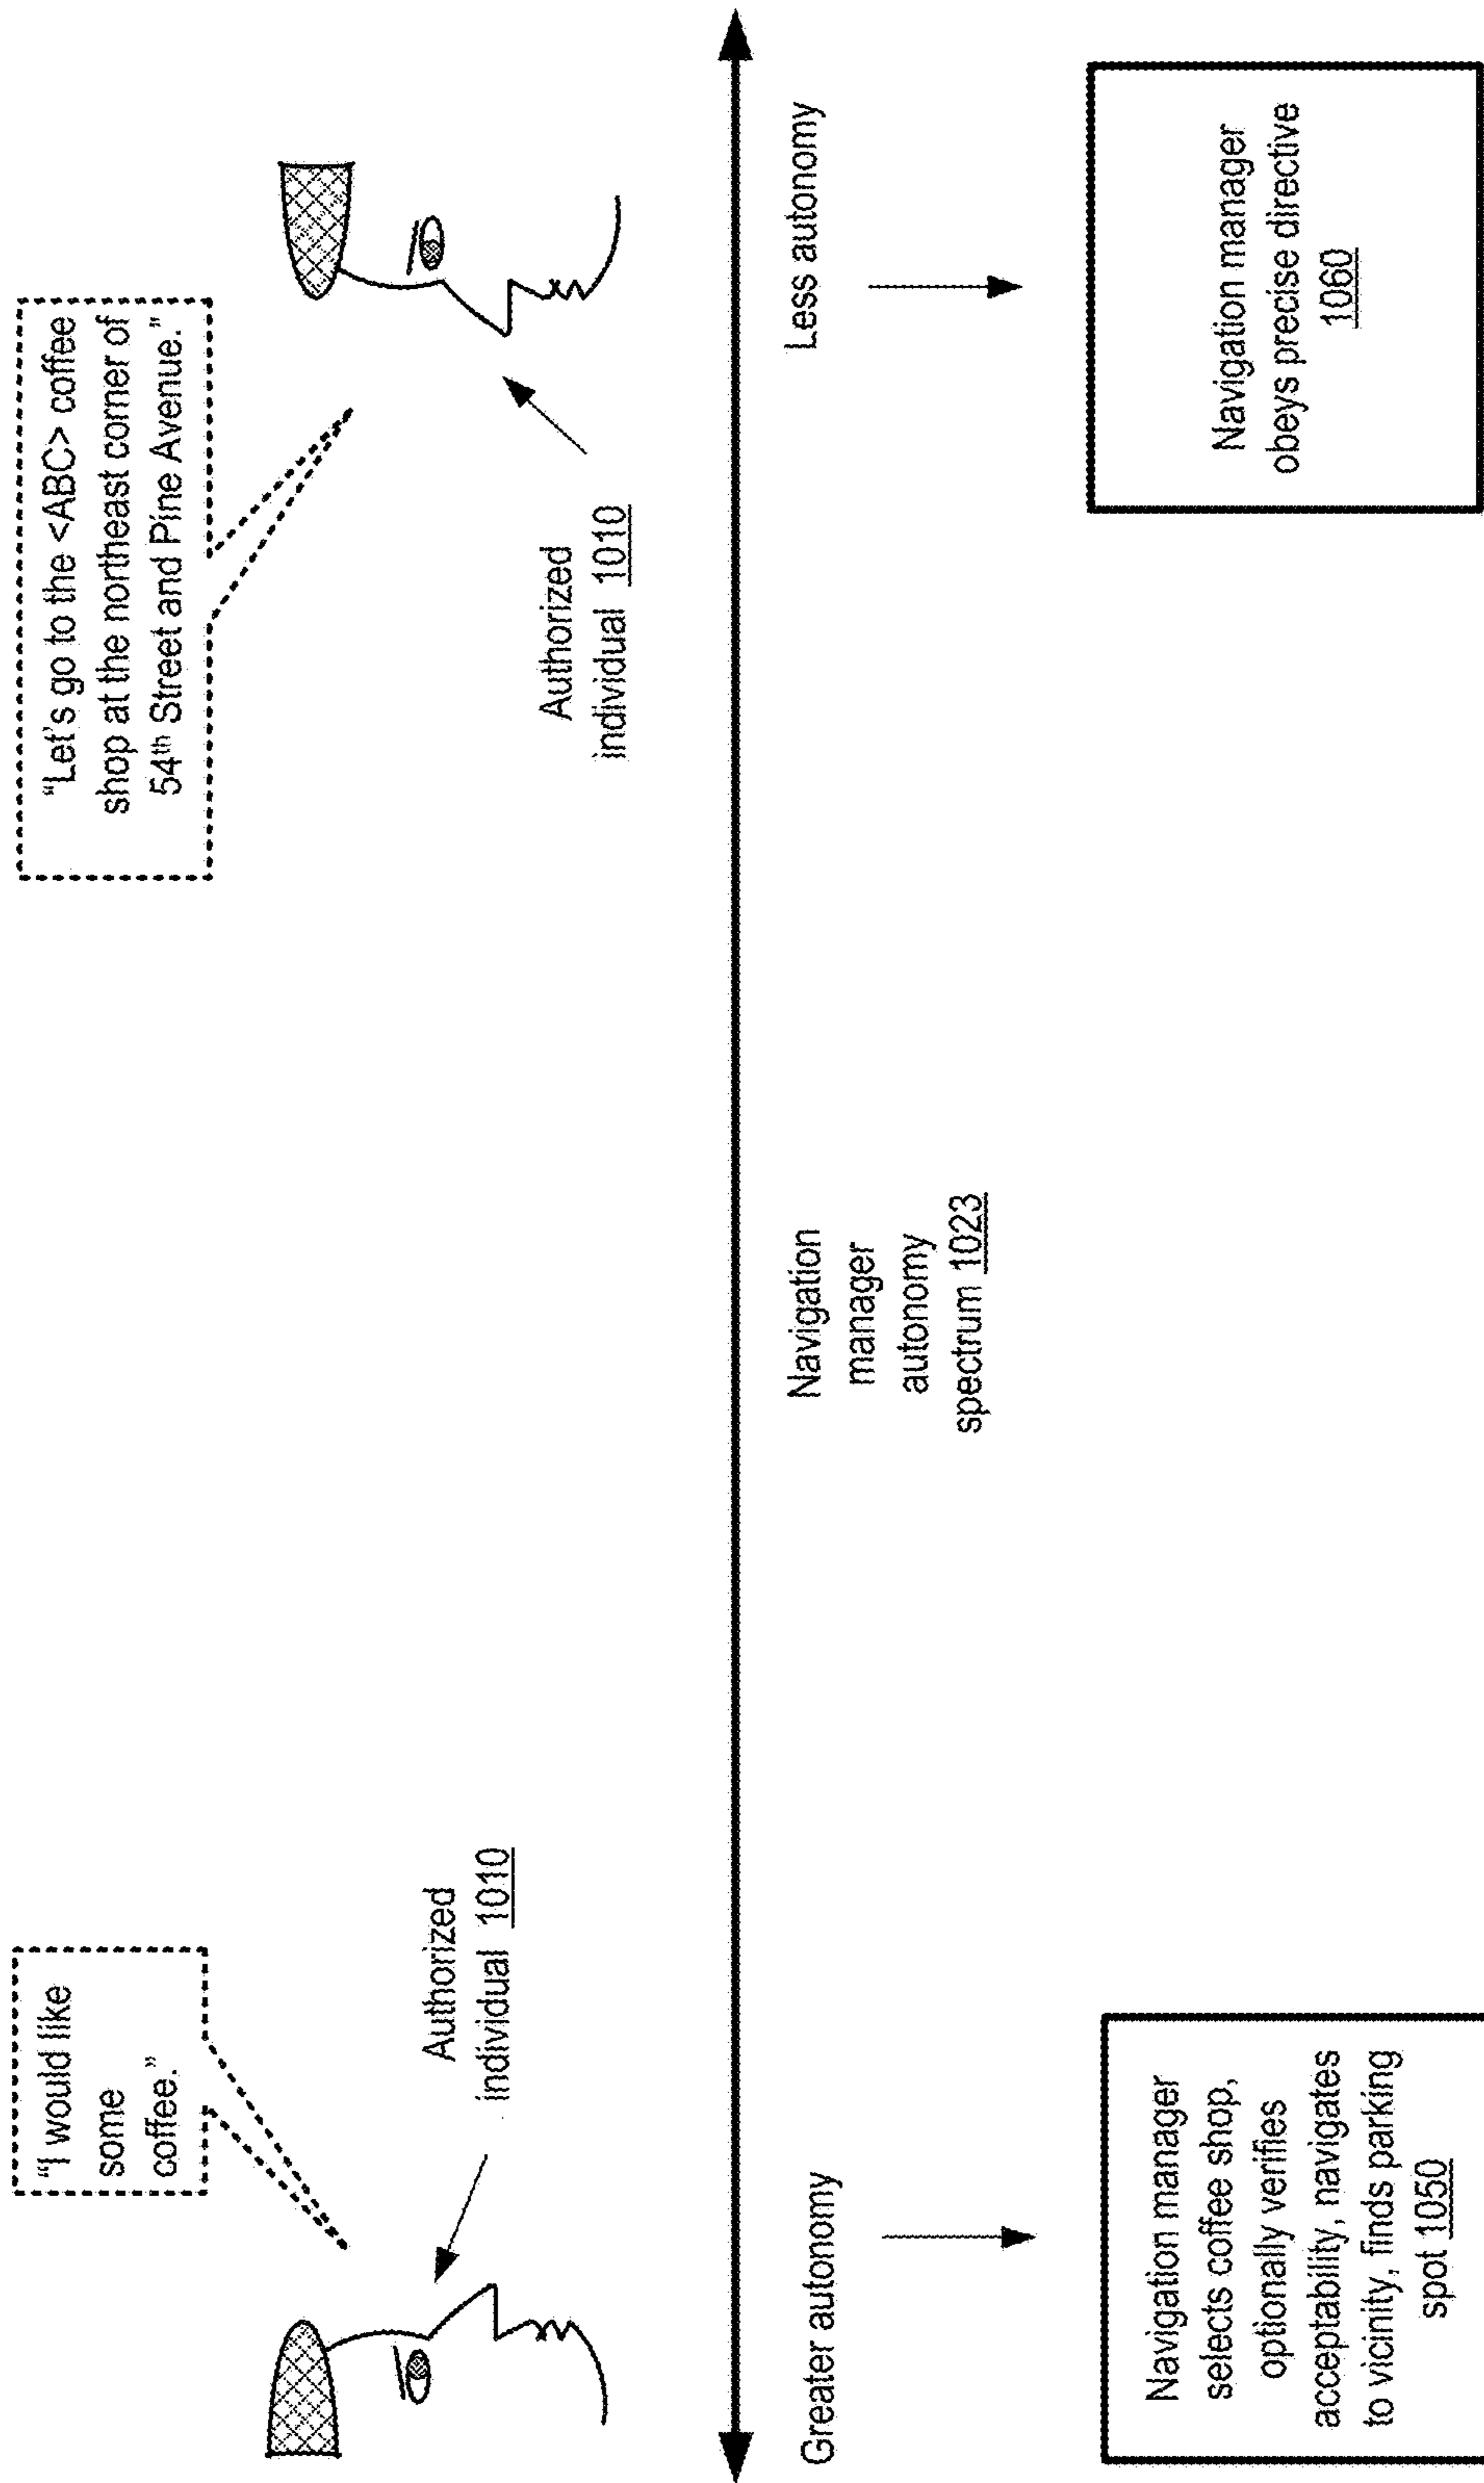 "I would like
some
coffee."
Authorized
individual 1010
"Let's go to the <ABC> coffee
shop at the northeast corner of
54th Street and Pine Avenue."
Authorized
individual 1010
Greater autonomy
Navigation
manager
autonomy
spectrum 1023
Less autonomy
Navigation manager
selects coffee shop,
optionally verifies
acceptability, navigates
to vicinity, finds parking
spot 1050
Navigation manager
obeys precise directive
1060